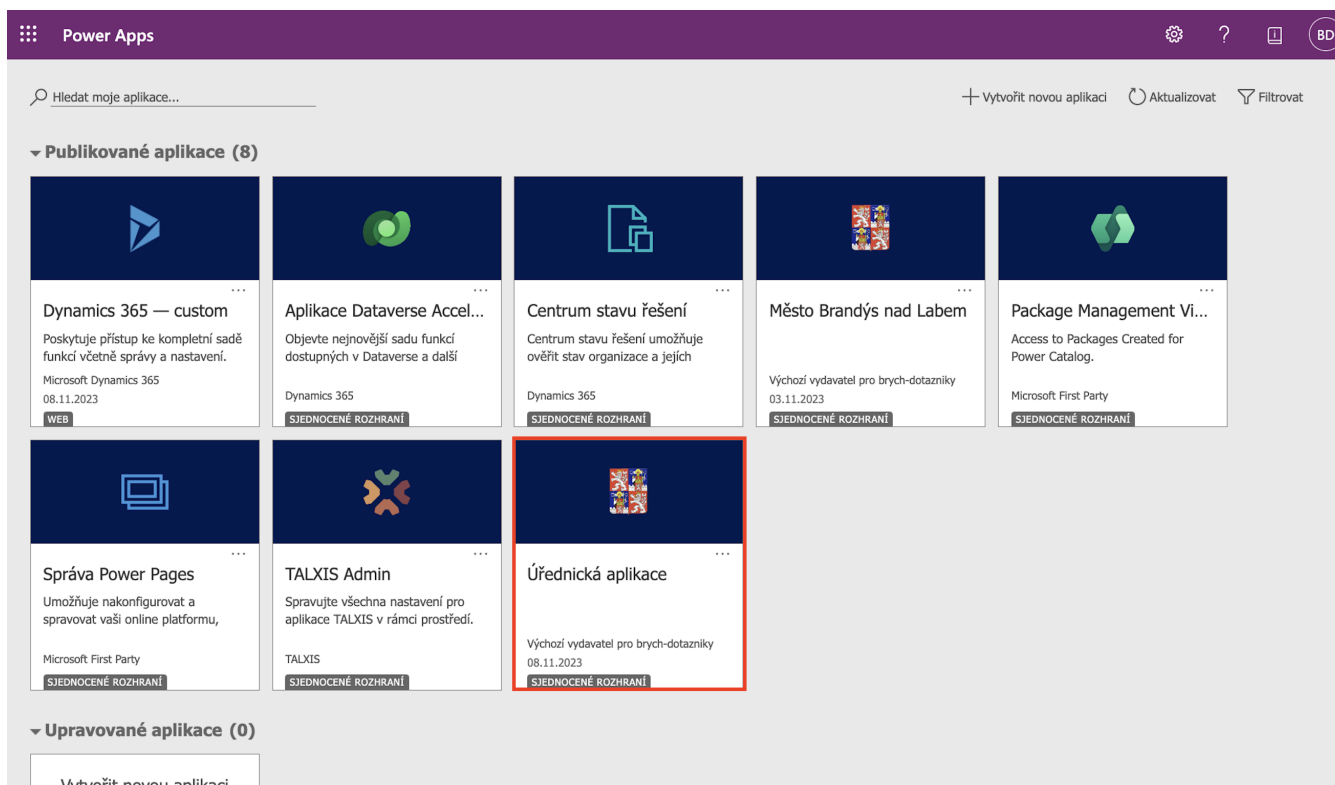 Power Apps
BD
Hledat moje aplikace...
Vytvořit novou aplikaci
Aktualizovat
Filtrovat
Publikované aplikace (8)
Dynamics 365 — custom
Poskytuje přístup ke kompletní sadě
funkcí včetně správy a nastavení.
Microsoft Dynamics 365
08.11.2023
WEB
Aplikace Dataverse Accel...
Objevte nejnovější sadu funkcí
dostupných v Dataverse a další
Dynamics 365
SJEDNOCENÉ ROZHRANÍ
Centrum stavu řešení
Centrum stavu řešení umožňuje
ověřit stav organizace a jejích
Dynamics 365
SJEDNOCENÉ ROZHRANÍ
Město Brandýs nad Labem
Výchozí vydavatel pro brych-dotazniky
03.11.2023
SJEDNOCENÉ ROZHRANÍ
Package Management Vi...
Access to Packages Created for
Power Catalog.
Microsoft First Party
SJEDNOCENÉ ROZHRANÍ
Správa Power Pages
Umožňuje nakonfigurovat a
spravovat vaši online platformu,
Microsoft First Party
SJEDNOCENÉ ROZHRANÍ
TALXIS Admin
Spravujte všechna nastavení pro
aplikace TALXIS v rámci prostředí.
TALXIS
SJEDNOCENÉ ROZHRANÍ
Úřednická aplikace
Výchozí vydavatel pro brych-dotazniky
08.11.2023
SJEDNOCENÉ ROZHRANÍ
Upravované aplikace (0)
Vytvořit novou aplikaci